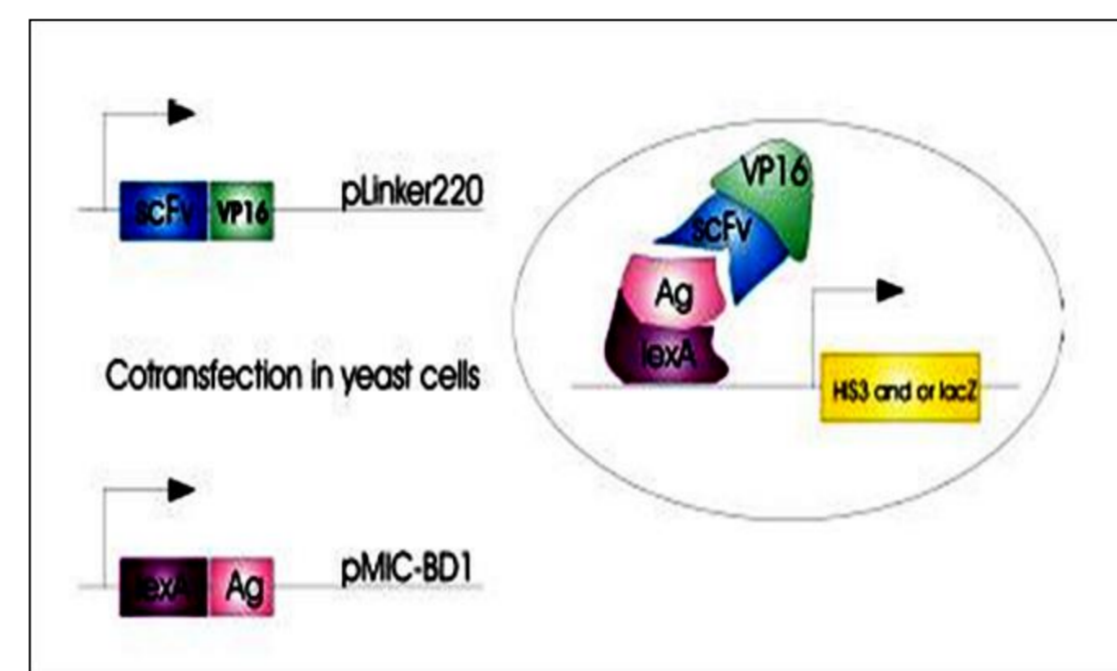 scFv VP16 pLinker220
Cotransfection in yeast cells
lexA Ag pMIC-BD1
VP16
scFv
Ag
lexA
HIS3 and or lacZ